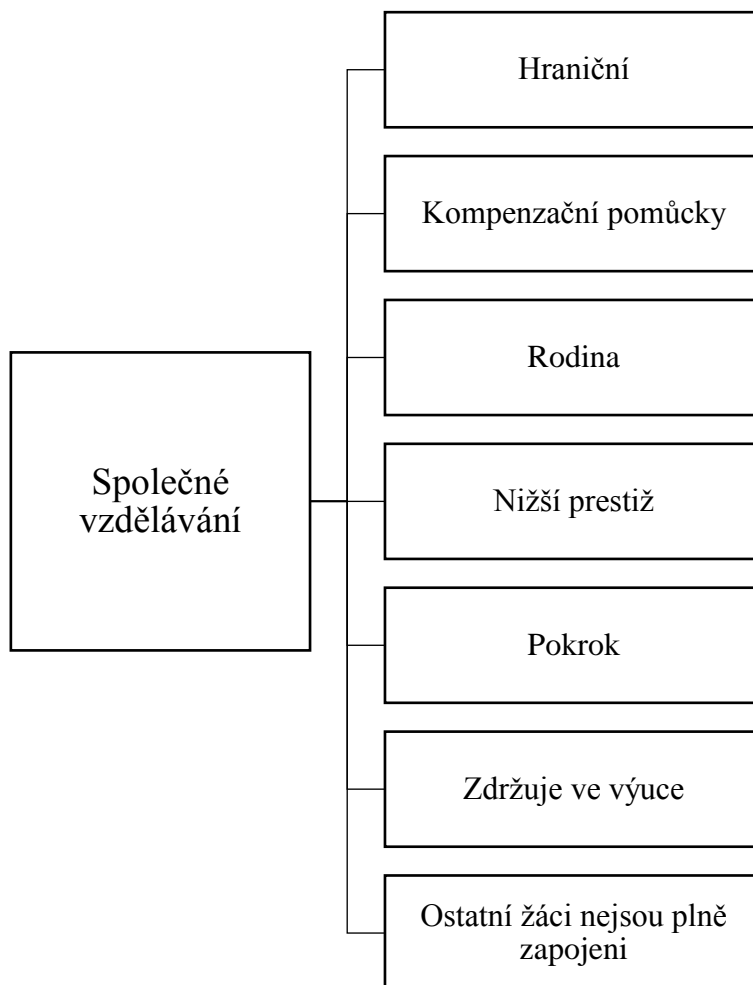 Hraniční
Kompenzační pomůcky
Rodina
Společné
vzdělávání
Nižší prestiž
Pokrok
Zdržuje ve výuce
Ostatní žáci nejsou plně
zapojeni